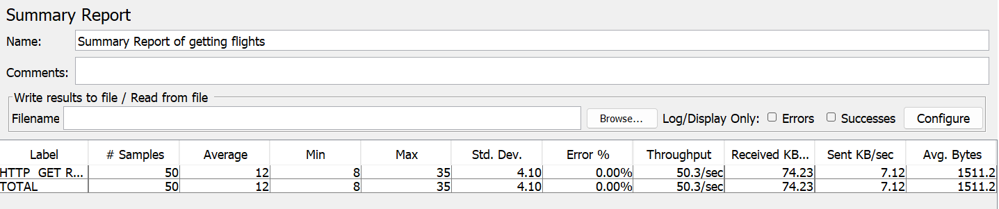 Summary Report
Name: Summary Report of getting flights
Comments:
Write results to file / Read from file
Filename Browse... Log/Display Only: Errors Successes Configure
Label # Samples Average Min Max Std. Dev. Error % Throughput Received KB... Sent KB/sec Avg. Bytes
HTTP GET R... 50 12 8 35 4.10 0.00% 50.3/sec 74.23 7.12 1511.2
TOTAL 50 12 8 35 4.10 0.00% 50.3/sec 74.23 7.12 1511.2